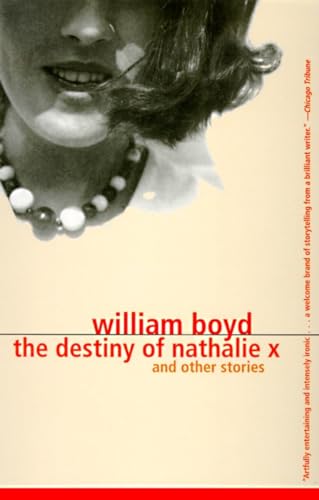 william boyd
the destiny of nathalie x
and other stories
"Artfully entertaining and intensely ironic . . . a welcome brand of storytelling from a brilliant writer." —Chicago Tribune